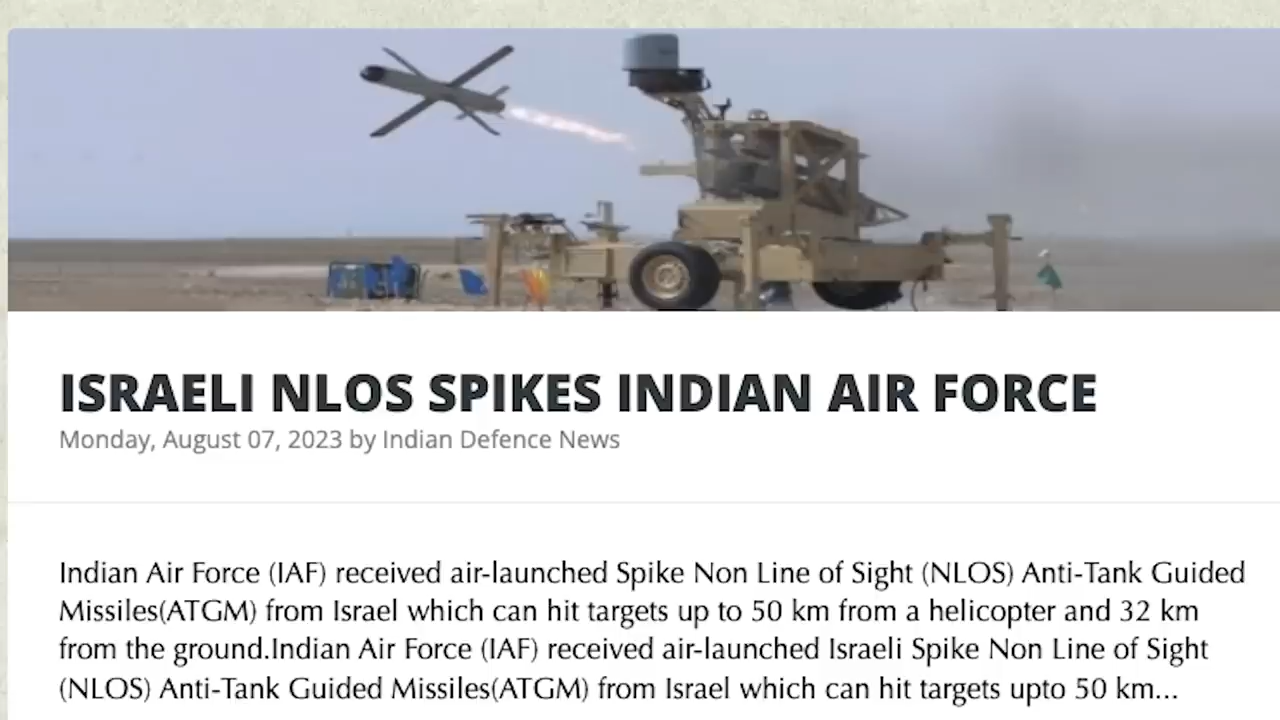 ISRAELI NLOS SPIKES INDIAN AIR FORCE
Monday, August 07, 2023 by Indian Defence News
Indian Air Force (IAF) received air-launched Spike Non Line of Sight (NLOS) Anti-Tank Guided
Missiles(ATGM) from Israel which can hit targets up to 50 km from a helicopter and 32 km
from the ground.Indian Air Force (IAF) received air-launched Israeli Spike Non Line of Sight
(NLOS) Anti-Tank Guided Missiles(ATGM) from Israel which can hit targets upto 50 km...